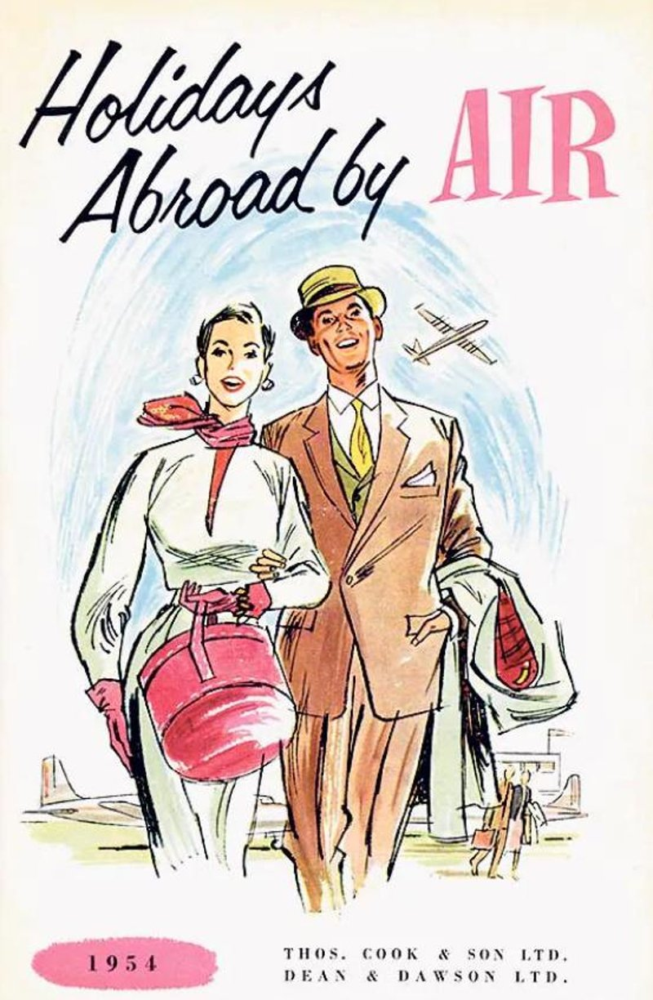 Holidays
Abroad by AIR
1954
THOS. COOK & SON LTD.
DEAN & DAWSON LTD.